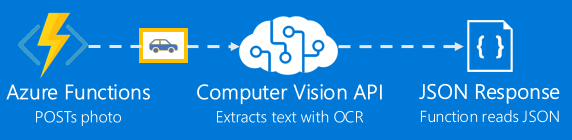 Azure Functions
POSTs photo
Computer Vision API
Extracts text with OCR
{ }
JSON Response
Function reads JSON